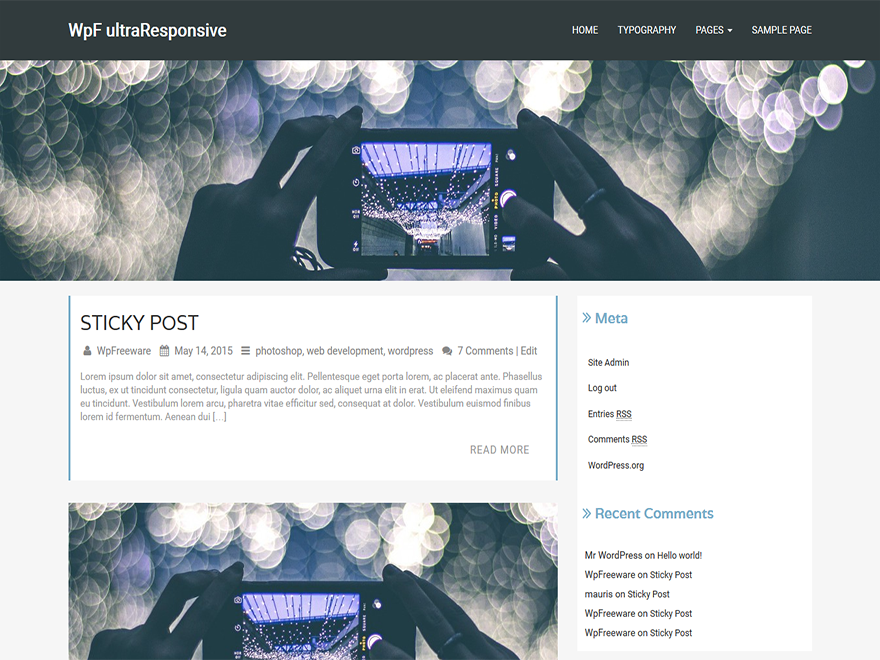 WpF ultraResponsive
HOME TYPOGRAPHY PAGES SAMPLE PAGE
SQUARE
PHOTO
VIDEO
STICKY POST
WpFreeware May 14, 2015 photoshop, web development, wordpress 7 Comments | Edit
Lorem ipsum dolor sit amet, consectetur adipiscing elit. Pellentesque eget porta lorem, ac placerat ante. Phasellus
luctus, ex ut tincidunt consectetur, ligula quam auctor dolor, ac aliquet urna elit in erat. Ut eleifend maximus quam
eu tincidunt. Vestibulum lorem arcu, pharetra vitae efficitur sed, consequat at dolor. Vestibulum euismod finibus
lorem id fermentum. Aenean dui [...]
READ MORE
Meta
Site Admin
Log out
Entries RSS
Comments RSS
WordPress.org
Recent Comments
Mr WordPress on Hello world!
WpFreeware on Sticky Post
mauris on Sticky Post
WpFreeware on Sticky Post
WpFreeware on Sticky Post